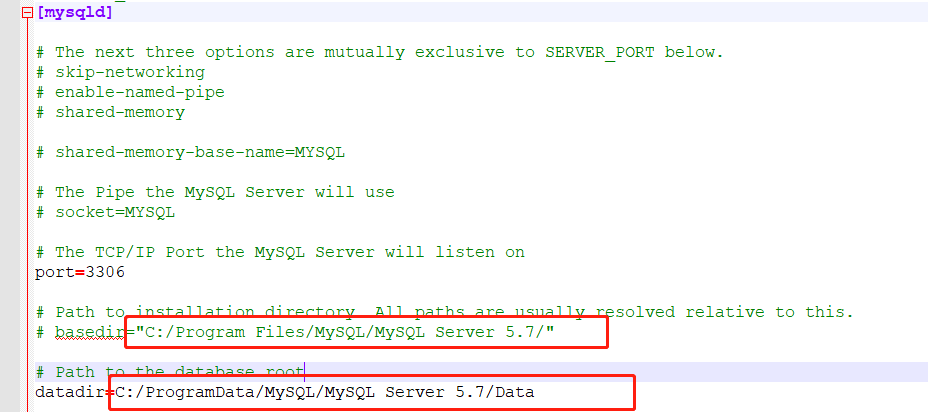 [mysqld]
# The next three options are mutually exclusive to SERVER_PORT below.
# skip-networking
# enable-named-pipe
# shared-memory
# shared-memory-base-name=MYSQL
# The Pipe the MySQL Server will use
# socket=MYSQL
# The TCP/IP Port the MySQL Server will listen on
port=3306
# Path to installation directory. All paths are usually resolved relative to this.
# basedir="C:/Program Files/MySQL/MySQL Server 5.7/"
# Path to the database root
datadir=C:/ProgramData/MySQL/MySQL Server 5.7/Data